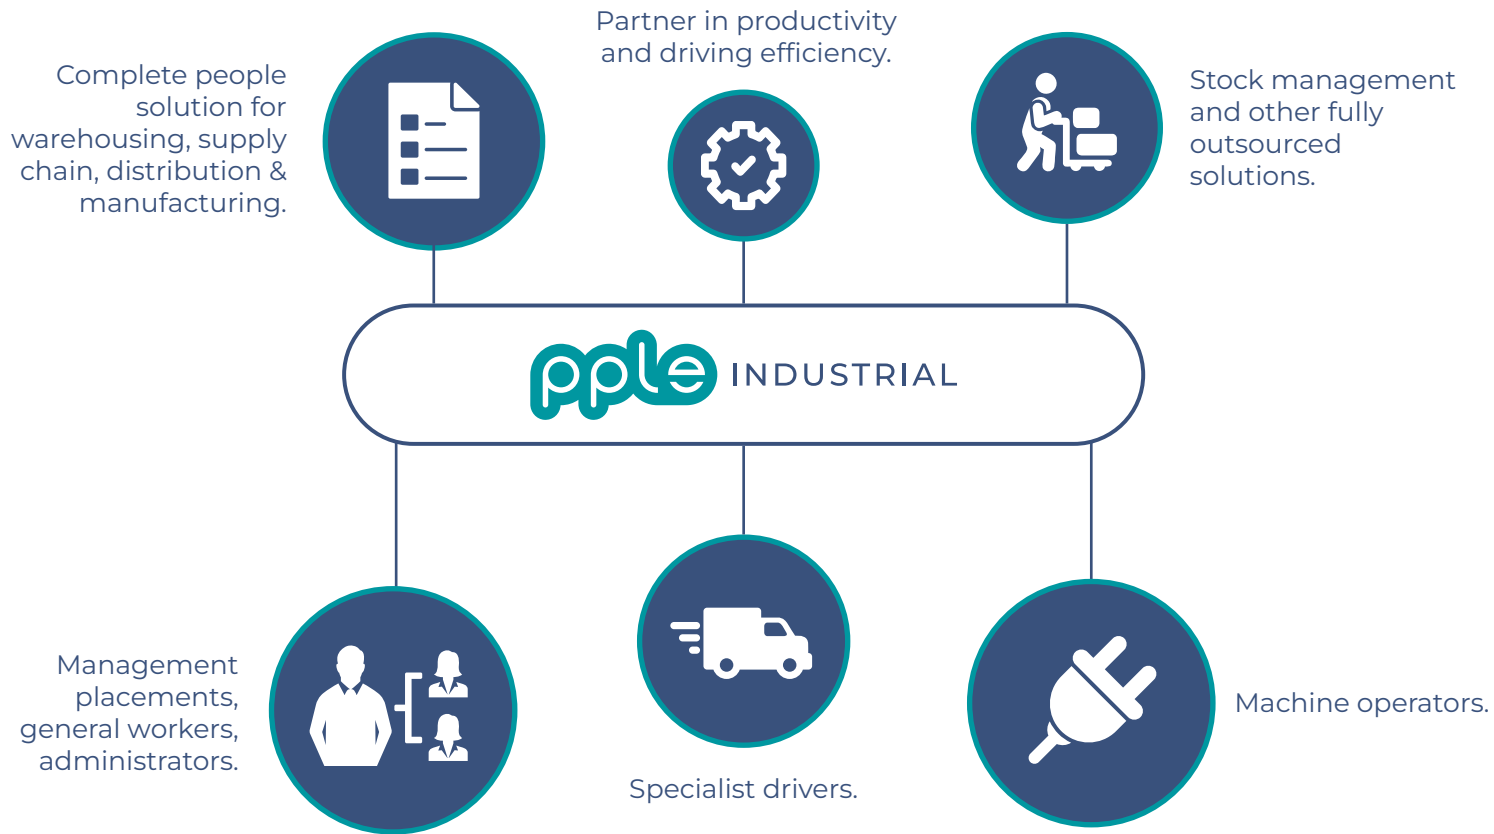 Partner in productivity
and driving efficiency.
Complete people
solution for
warehousing, supply
chain, distribution &
manufacturing.
Stock management
and other fully
outsourced
solutions.
pple INDUSTRIAL
Management
placements,
general workers,
administrators.
Specialist drivers.
Machine operators.